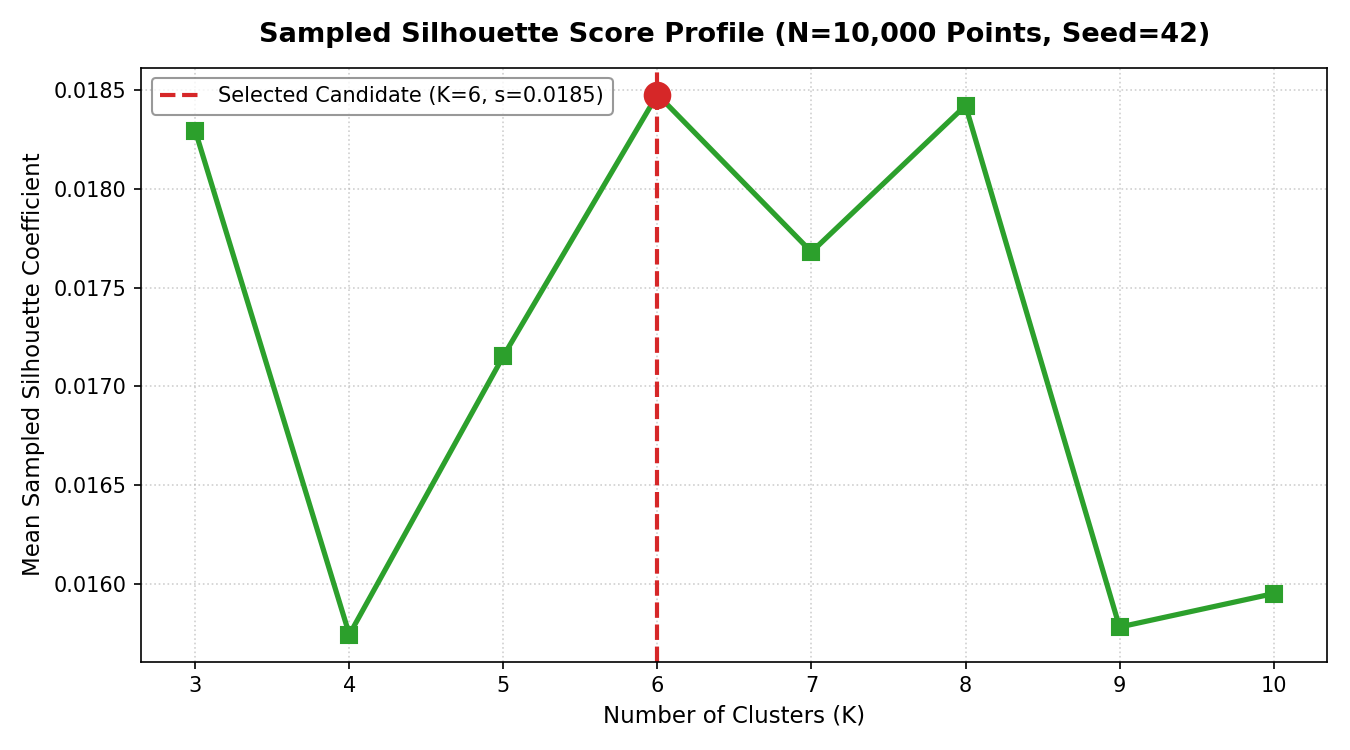 Sampled Silhouette Score Profile (N=10,000 Points, Seed=42)
Selected Candidate (K=6, s=0.0185)
Mean Sampled Silhouette Coefficient
0.0185
0.0180
0.0175
0.0170
0.0165
0.0160
3 4 5 6 7 8 9 10
Number of Clusters (K)